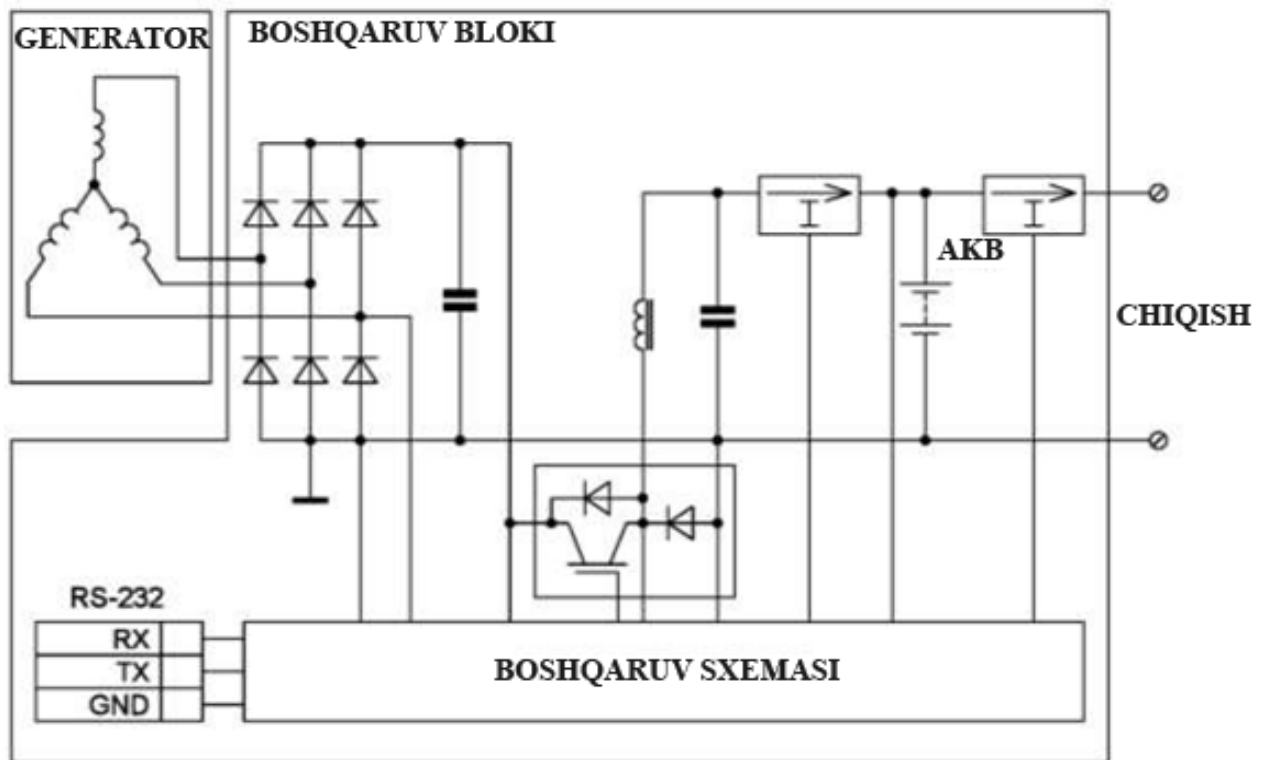 GENERATOR
BOSHQARUV BLOKI
AKB
CHIQISH
RS-232
RX
TX
GND
BOSHQARUV SXEMASI